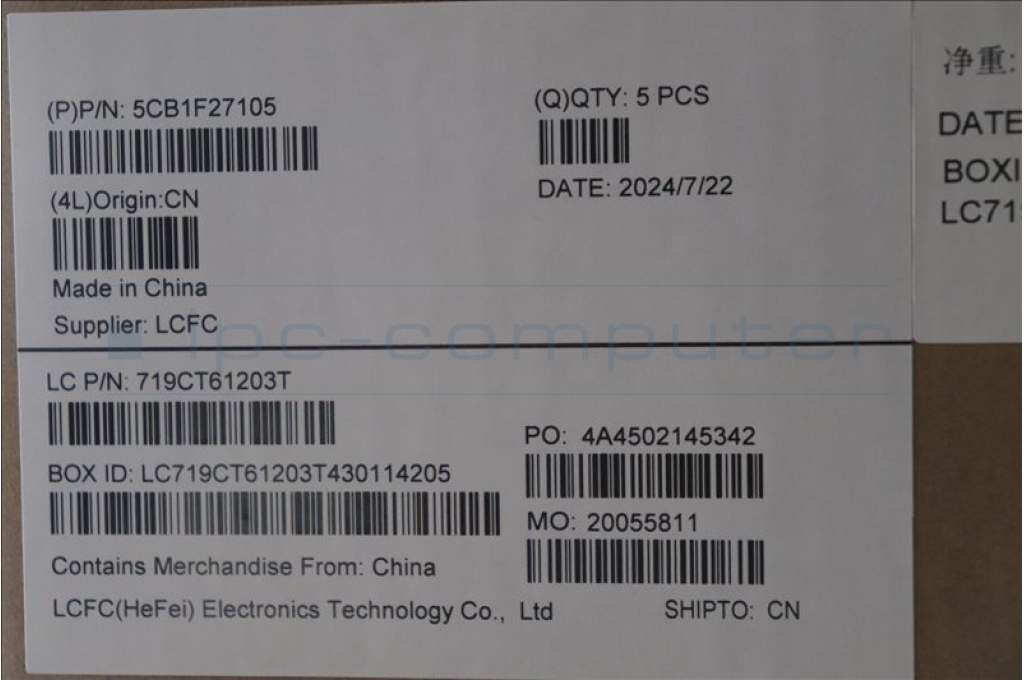 (P)P/N: 5CB1F27105
(Q)QTY: 5 PCS
DATE: 2024/7/22
(4L)Origin:CN
Made in China
Supplier: LCFC
ipc-computer
LC P/N: 719CT61203T
BOX ID: LC719CT61203T430114205
PO: 4A4502145342
MO: 20055811
Contains Merchandise From: China
LCFC(HeFei) Electronics Technology Co., Ltd
SHIPTO: CN
净重:
DATE
BOXI
LC71